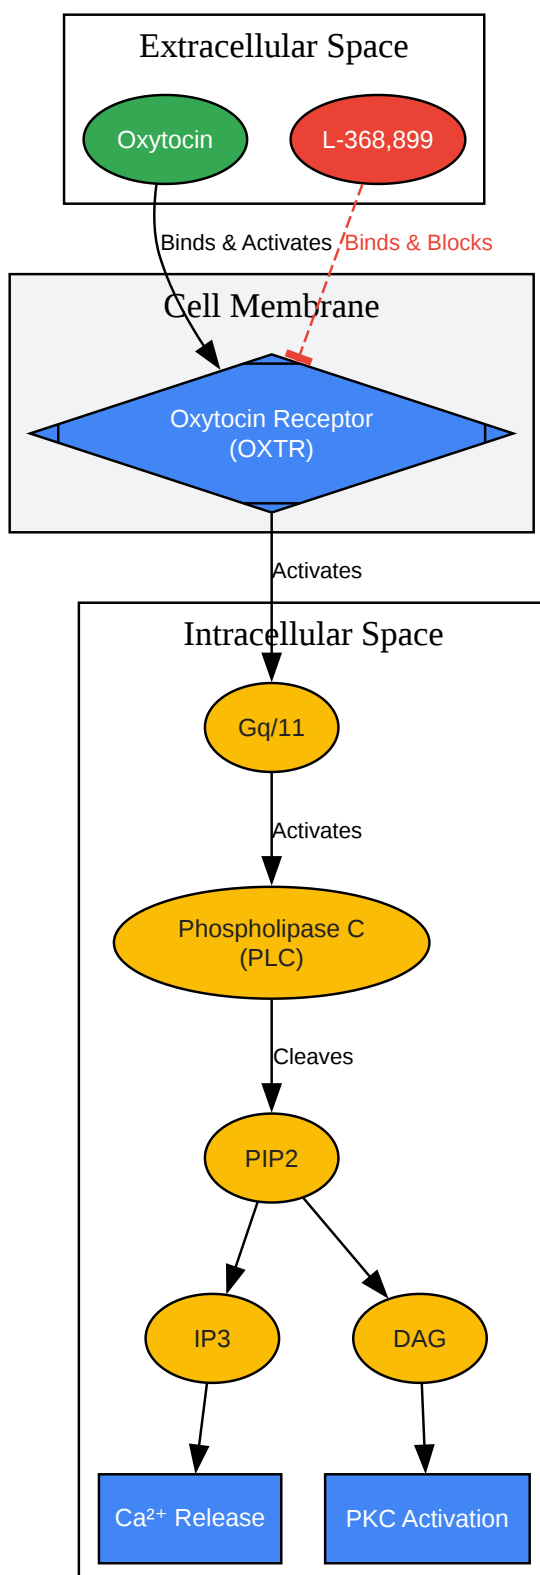 Extracellular Space
Oxytocin
L-368,899
Binds & Activates
Binds & Blocks
Cell Membrane
Oxytocin Receptor
(OXTR)
Activates
Intracellular Space
Gq/11
Activates
Phospholipase C
(PLC)
Cleaves
PIP2
IP3
DAG
Ca²⁺ Release
PKC Activation